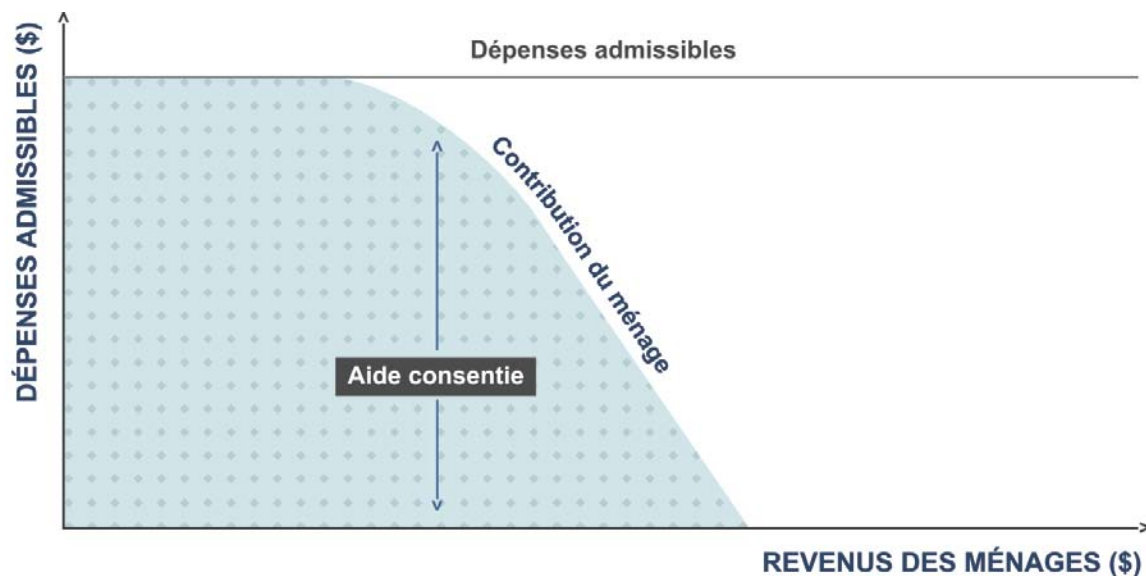 DÉPENSES ADMISSIBLES ($)
Dépenses admissibles
Contribution du ménage
Aide consentie
REVENUS DES MÉNAGES ($)